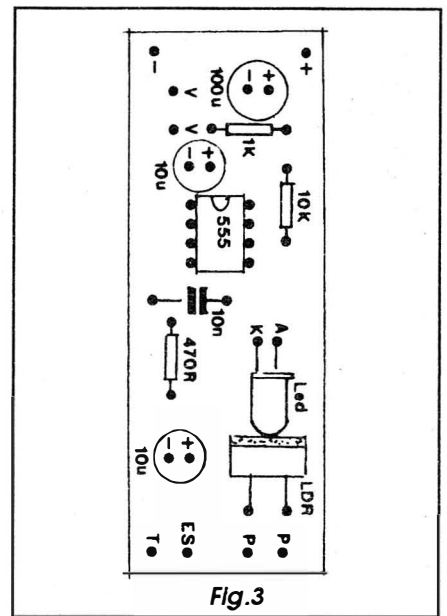 - +
100u - +
V
V
1K
10u - +
555
10K
10n
470R
K A
Led
10u - +
LDR
T ES P P
Fig.3